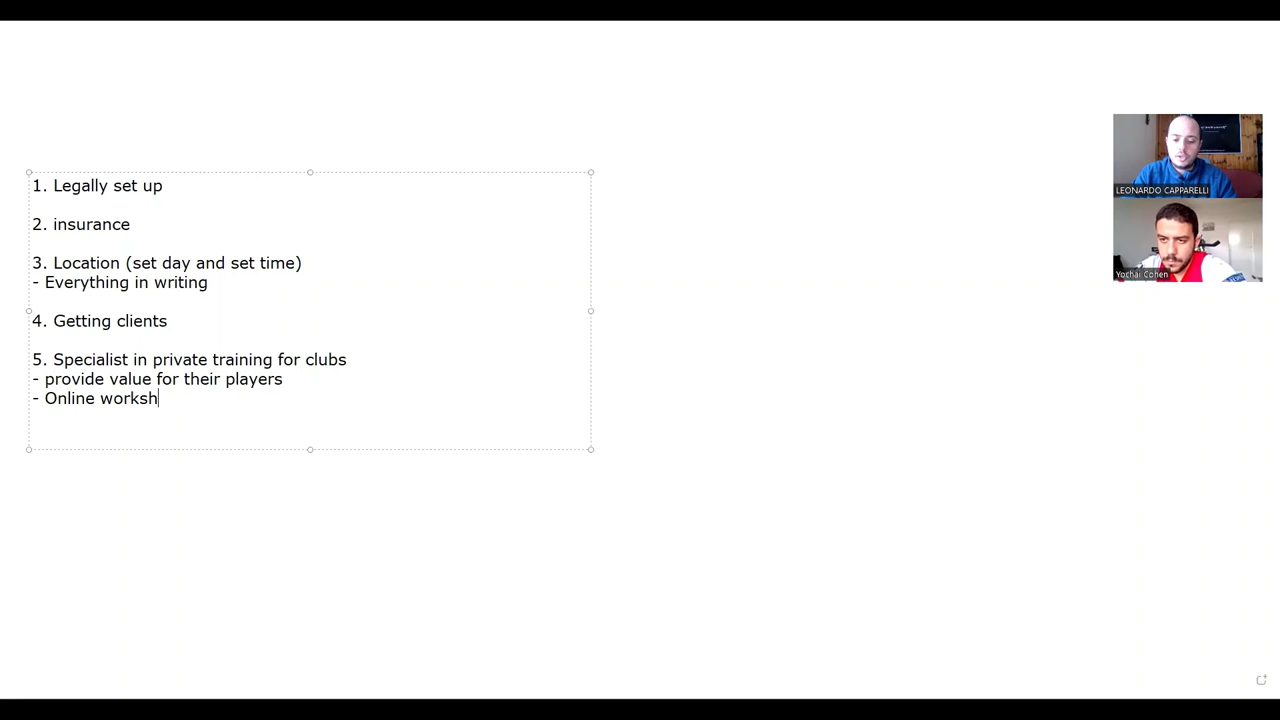 1. Legally set up
2. insurance
3. Location (set day and set time)
- Everything in writing
4. Getting clients
5. Specialist in private training for clubs
- provide value for their players
- Online worksh
LEONARDO CAPPARELLI
Yochai Cohen